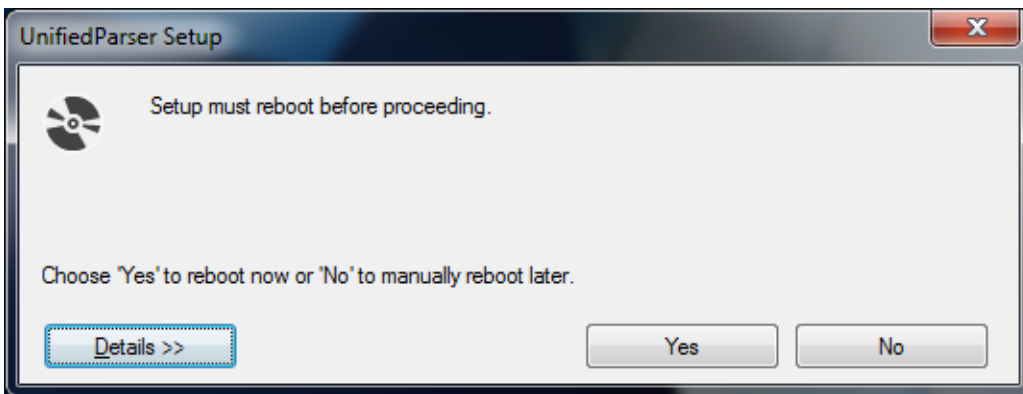 UnifiedParser Setup
Setup must reboot before proceeding.
Choose 'Yes' to reboot now or 'No' to manually reboot later.
Details >>
Yes
No